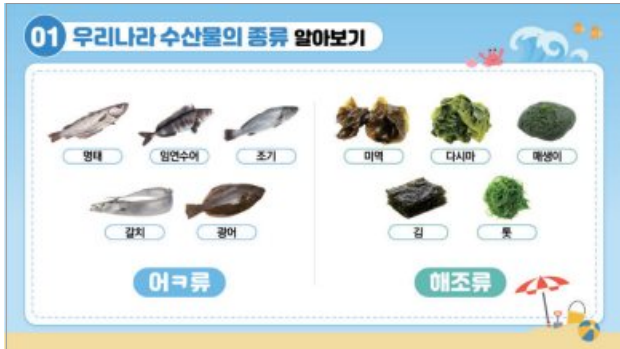 01 우리나라 수산물의 종류 알아보기
명태 임연수어 조기
갈치 광어
어ㅋ류
미역 다시마 매생이
김 톳
해조류